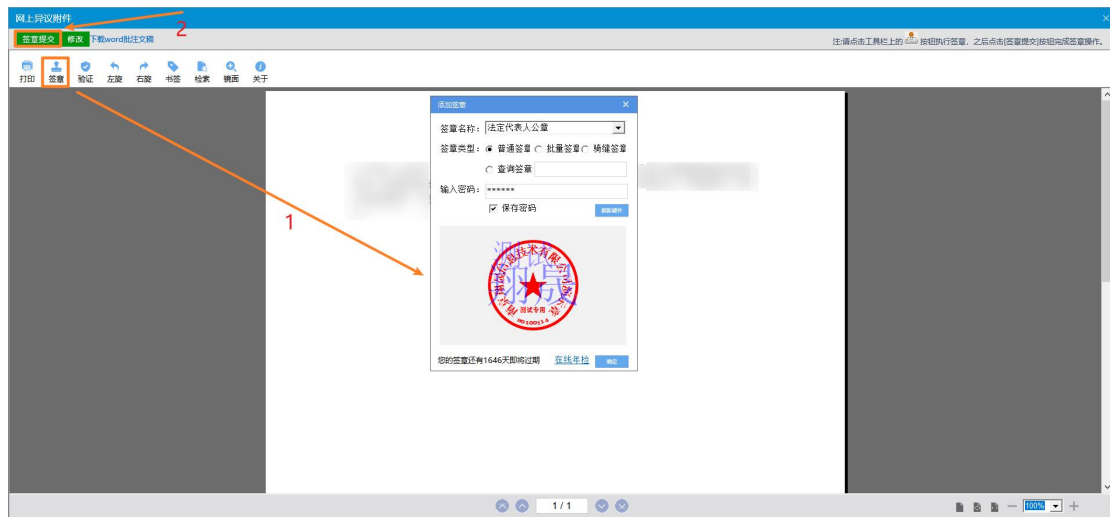 网上异议附件
签章提交 修改 下载word批注文稿 2 注:请点击工具栏上的 按钮执行签章，之后点击[签章提交]按钮完成签章操作。
打印 签章 验证 左旋 右旋 书签 检索 镜面 关于
添加签章
签章名称: 法定代表人公章
签章类型: 普通签章 批量签章 骑缝签章
查询签章
输入密码: ******
保存密码
1
测试
翔晟
测试专用
您的签章还有1646天即将过期 在线年检 确定
1/1 100%